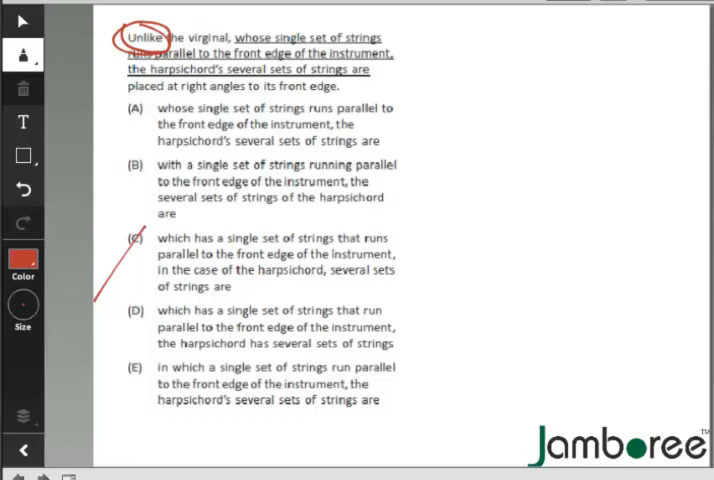 Unlike the virginal, whose single set of strings
runs parallel to the front edge of the instrument,
the harpsichord's several sets of strings are
placed at right angles to its front edge.
(A) whose single set of strings runs parallel to
the front edge of the instrument, the
harpsichord's several sets of strings are
(B) with a single set of strings running parallel
to the front edge of the instrument, the
several sets of strings of the harpsichord
are
(C) which has a single set of strings that runs
parallel to the front edge of the instrument,
in the case of the harpsichord, several sets
of strings are
(D) which has a single set of strings that run
parallel to the front edge of the instrument,
the harpsichord has several sets of strings
(E) in which a single set of strings run parallel
to the front edge of the instrument, the
harpsichord's several sets of strings are
T
Color
Size
Jamboree™